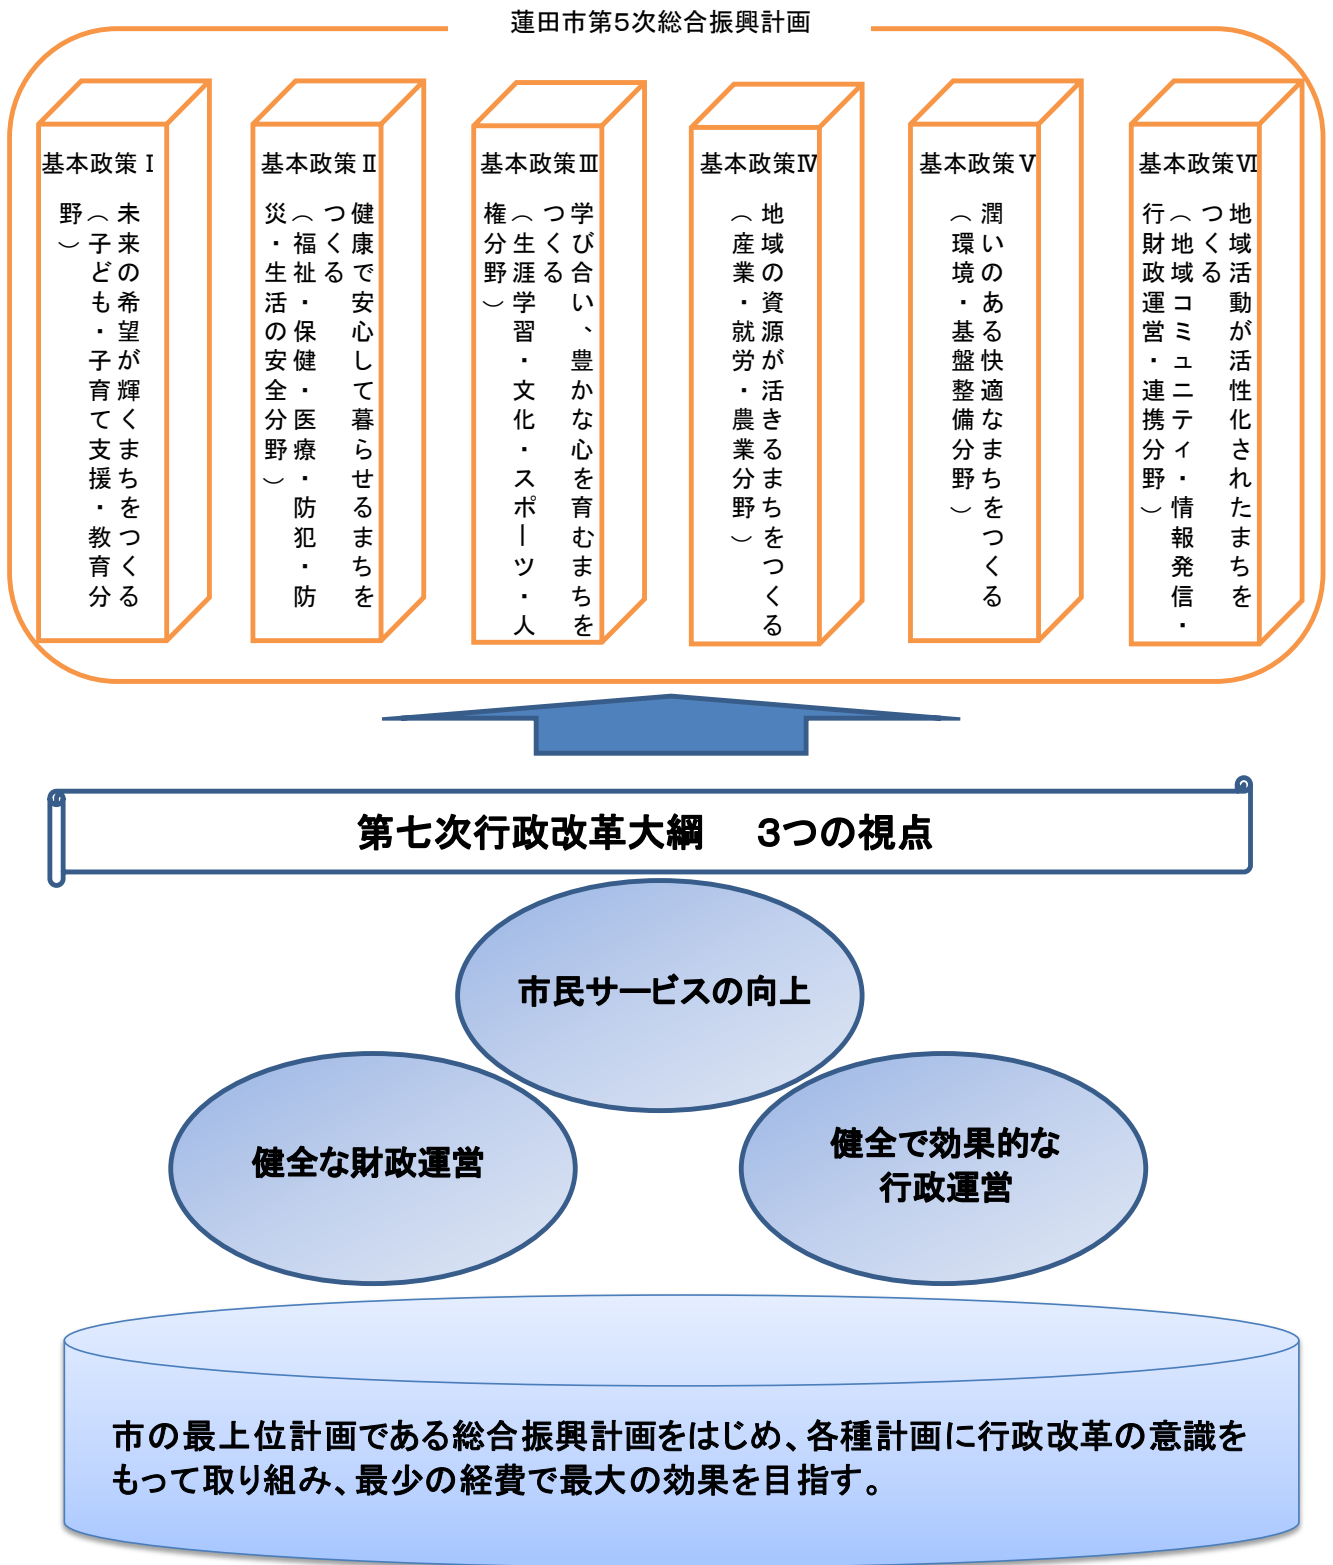 蓮田市第5次総合振興計画
基本政策Ⅰ
未来の希望が輝くまちをつくる
（子ども・子育て支援・教育分
野）
基本政策Ⅱ
健康で安心して暮らせるまちを
つくる
（福祉・保健・医療・防犯・防
災・生活の安全分野）
基本政策Ⅲ
学び合い、豊かな心を育むまちを
つくる
（生涯学習・文化・スポーツ・人
権分野）
基本政策Ⅳ
地域の資源が活きるまちをつくる
（産業・就労・農業分野）
基本政策Ⅴ
潤いのある快適なまちをつくる
（環境・基盤整備分野）
基本政策Ⅵ
地域活動が活性化されたまちを
つくる
（地域コミュニティ・情報発信・
行財政運営・連携分野）
第七次行政改革大綱　3つの視点
市民サービスの向上
健全な財政運営
健全で効果的な
行政運営
市の最上位計画である総合振興計画をはじめ、各種計画に行政改革の意識を
もって取り組み、最少の経費で最大の効果を目指す。